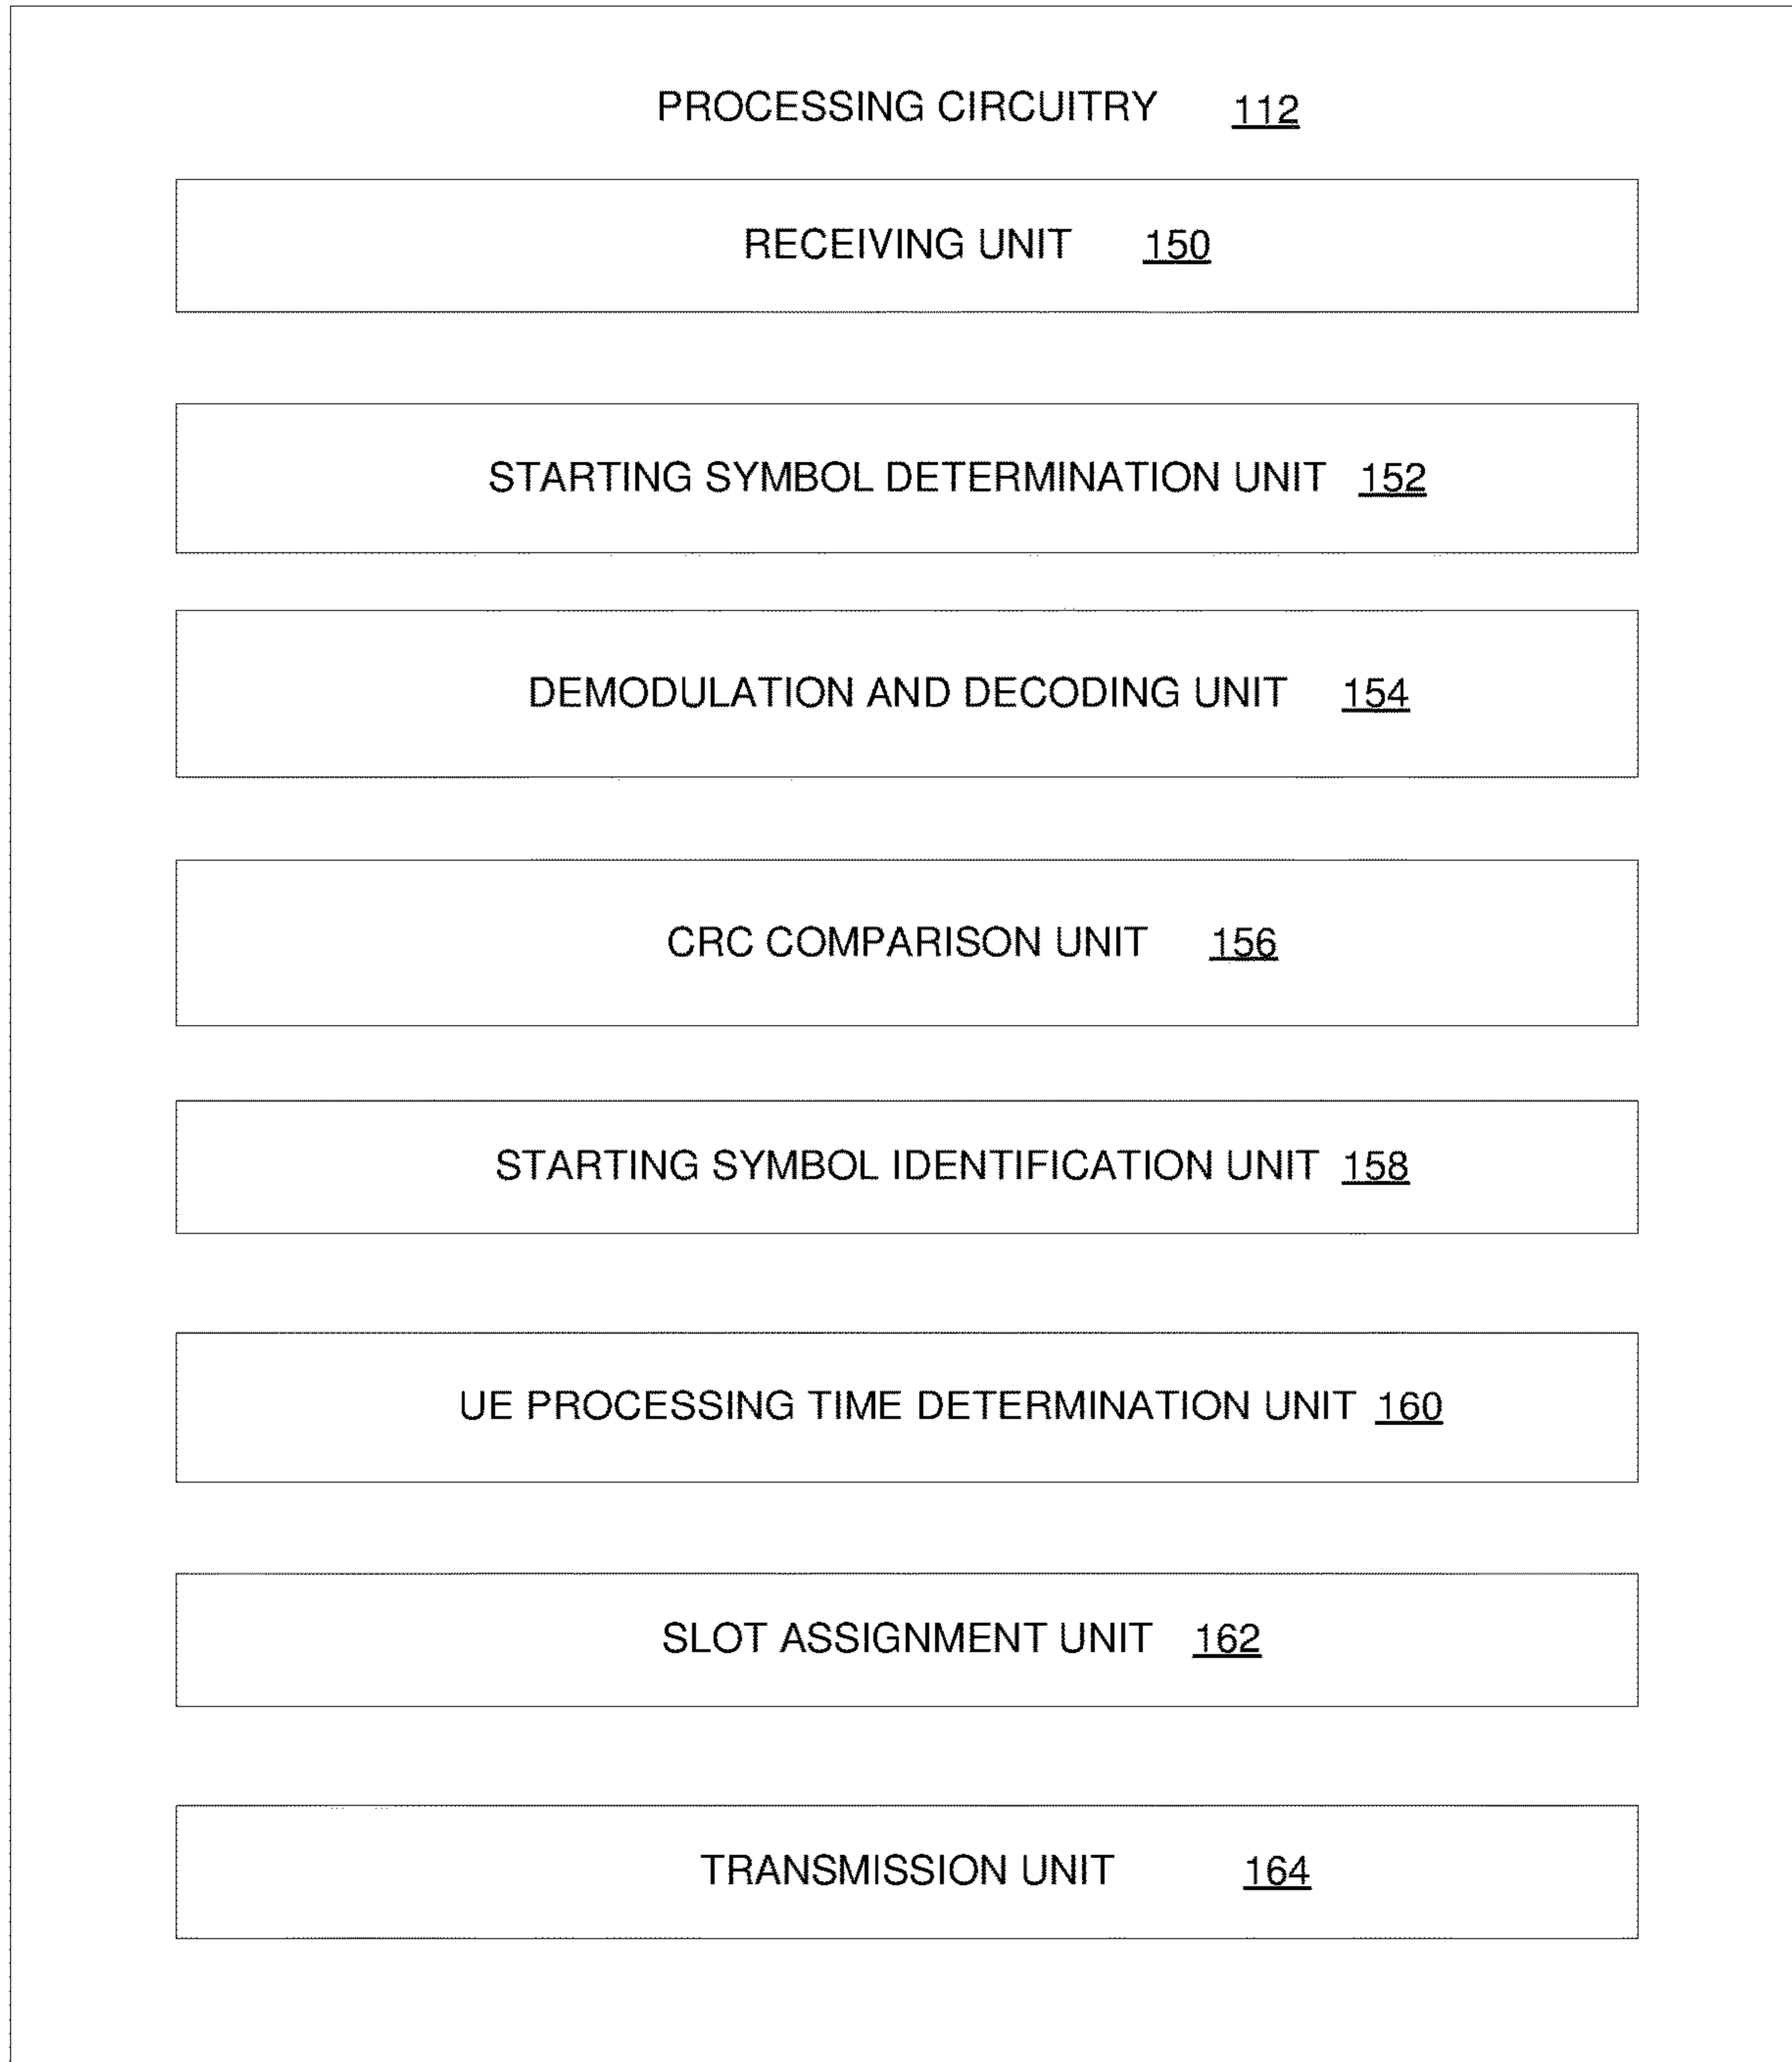 PROCESSING CIRCUITRY 112
RECEIVING UNIT 150
STARTING SYMBOL DETERMINATION UNIT 152
DEMODULATION AND DECODING UNIT 154
CRC COMPARISON UNIT 156
STARTING SYMBOL IDENTIFICATION UNIT 158
UE PROCESSING TIME DETERMINATION UNIT 160
SLOT ASSIGNMENT UNIT 162
TRANSMISSION UNIT 164